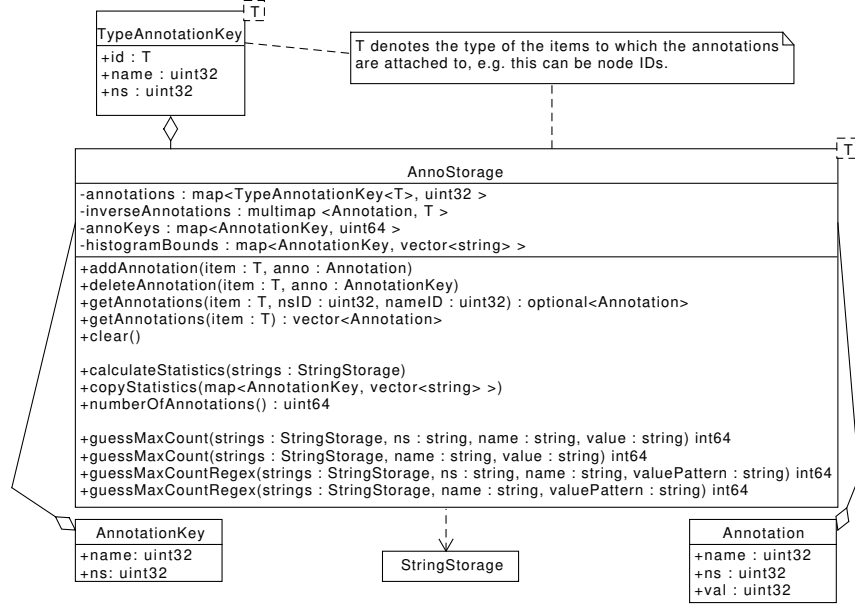 T
TypeAnnotationKey
+id : T
+name : uint32
+ns : uint32
T denotes the type of the items to which the annotations
are attached to, e.g. this can be node IDs.
T
AnnoStorage
-annotations : map<TypeAnnotationKey<T>, uint32 >
-inverseAnnotations : multimap <Annotation, T >
-annoKeys : map<AnnotationKey, uint64 >
-histogramBounds : map<AnnotationKey, vector<string> >
+addAnnotation(item : T, anno : Annotation)
+deleteAnnotation(item : T, anno : AnnotationKey)
+getAnnotations(item : T, nsID : uint32, nameID : uint32) : optional<Annotation>
+getAnnotations(item : T) : vector<Annotation>
+clear()
+calculateStatistics(strings : StringStorage)
+copyStatistics(map<AnnotationKey, vector<string> >)
+numberOfAnnotations() : uint64
+guessMaxCount(strings : StringStorage, ns : string, name : string, value : string) int64
+guessMaxCount(strings : StringStorage, name : string, value : string) int64
+guessMaxCountRegex(strings : StringStorage, ns : string, name : string, valuePattern : string) int64
+guessMaxCountRegex(strings : StringStorage, name : string, valuePattern : string) int64
AnnotationKey
+name: uint32
+ns: uint32
StringStorage
Annotation
+name : uint32
+ns : uint32
+val : uint32